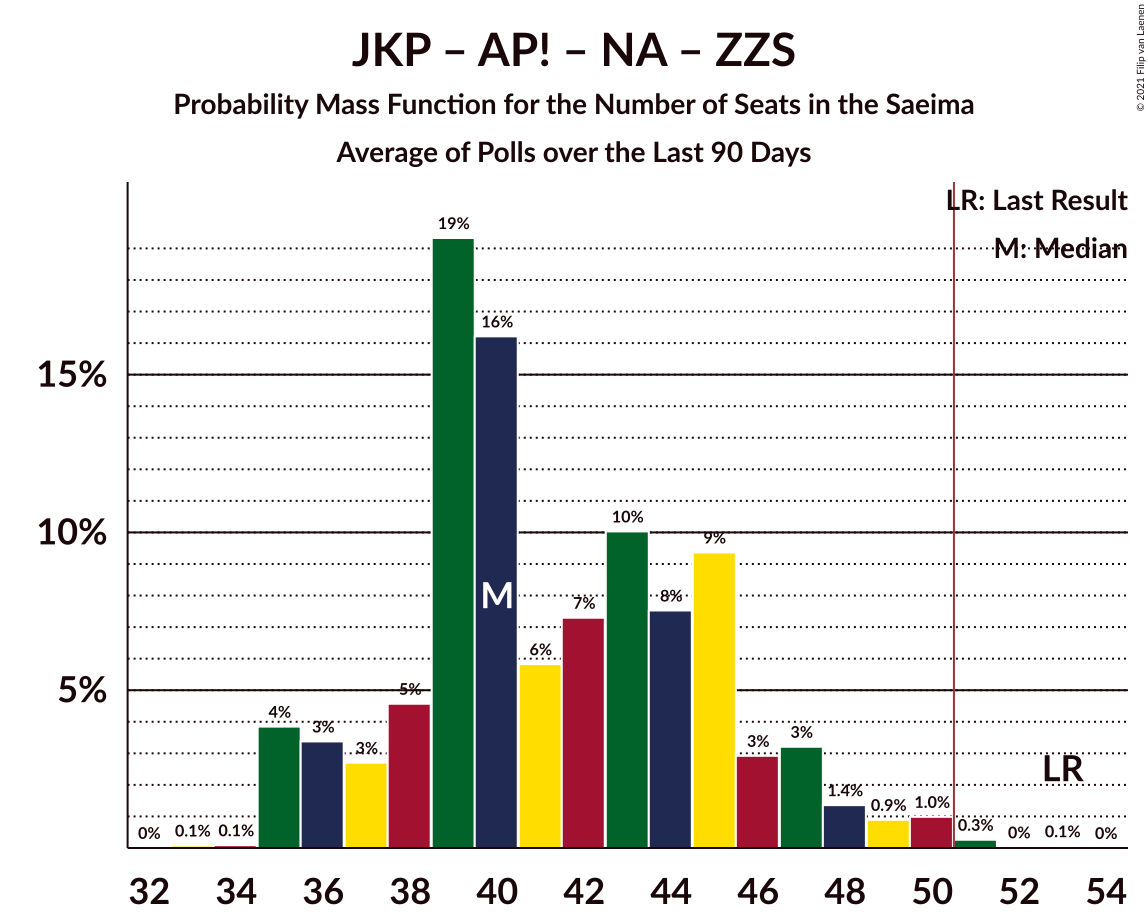 JKP – AP! – NA – ZZS
Probability Mass Function for the Number of Seats in the Saeima
Average of Polls over the Last 90 Days
© 2021 Filip van Laenen
LR: Last Result
M: Median
15%
10%
5%
0%
0.1%
0.1%
4%
3%
3%
5%
19%
16%
6%
7%
10%
8%
9%
3%
3%
1.4%
0.9%
1.0%
0.3%
0%
0.1%
0%
M
LR
32 34 36 38 40 42 44 46 48 50 52 54